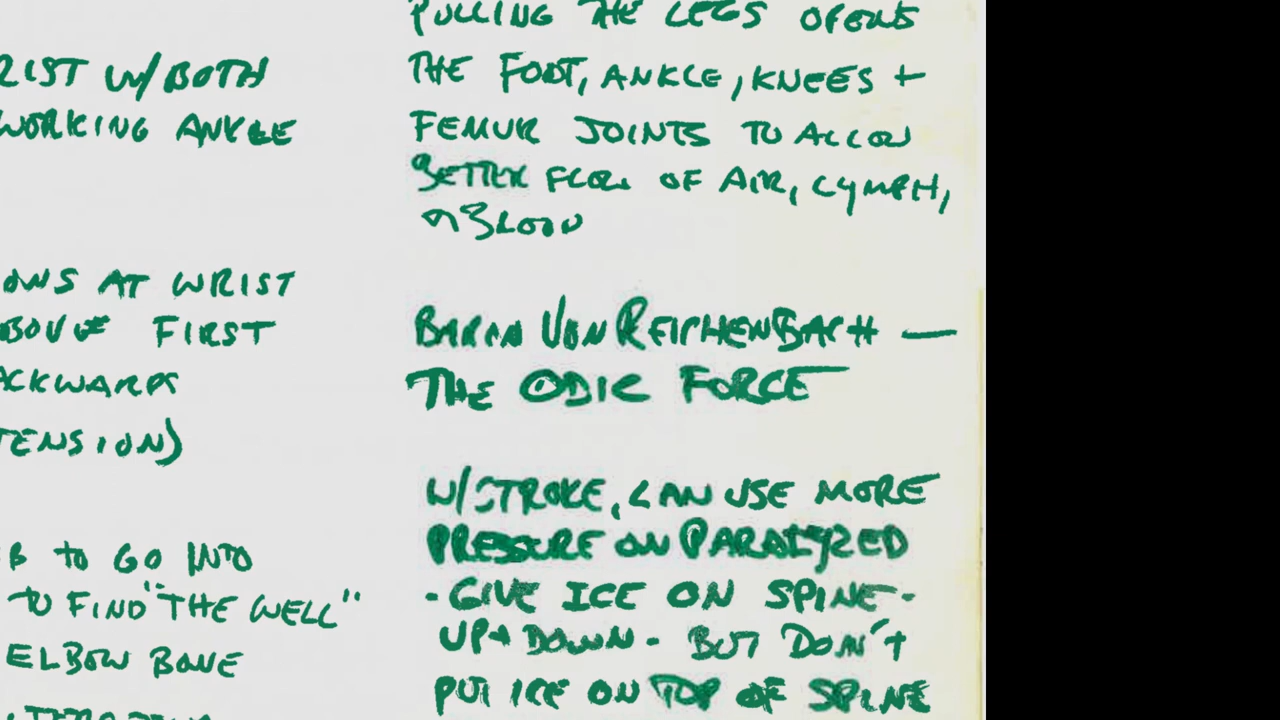 RIST W/ BOTH
WORKING ANKLE
OWS AT WRIST
ABOVE FIRST
ACKWARDS
TENSION)
B to GO INTO
TO FIND "THE WELL"
ELBOW BONE
PULLING THE LEGS OPENS
THE FOOT, ANKLE, KNEES +
FEMUR JOINTS TO ALLOW
BETTER FLOW OF AIR, LYMPH,
BLOOD
BARON VON REICHENBACH —
THE ODIC FORCE
W/STROKE, CAN USE MORE
PRESSURE ON PARALYZED
- GIVE ICE ON SPINE -
UP + DOWN - BUT DON'T
PUT ICE ON TOP OF SPINE